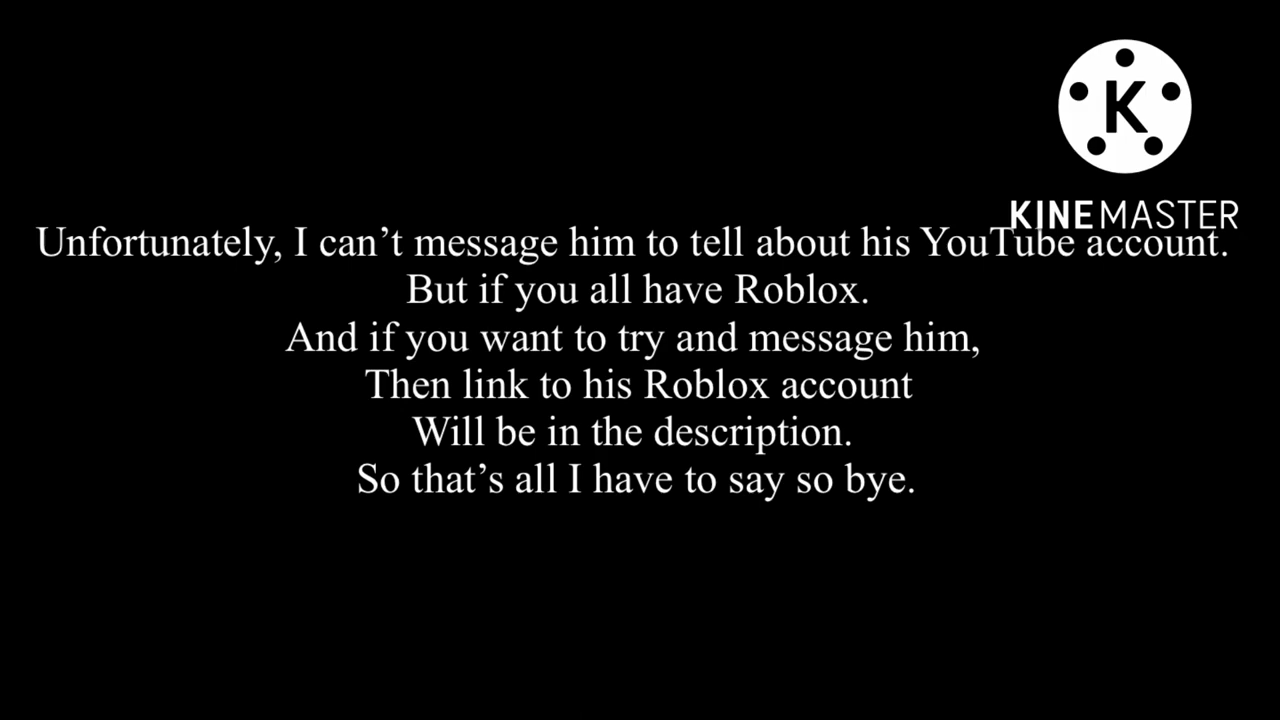 K
KINEMASTER
Unfortunately, I can’t message him to tell about his YouTube account.
But if you all have Roblox.
And if you want to try and message him,
Then link to his Roblox account
Will be in the description.
So that’s all I have to say so bye.